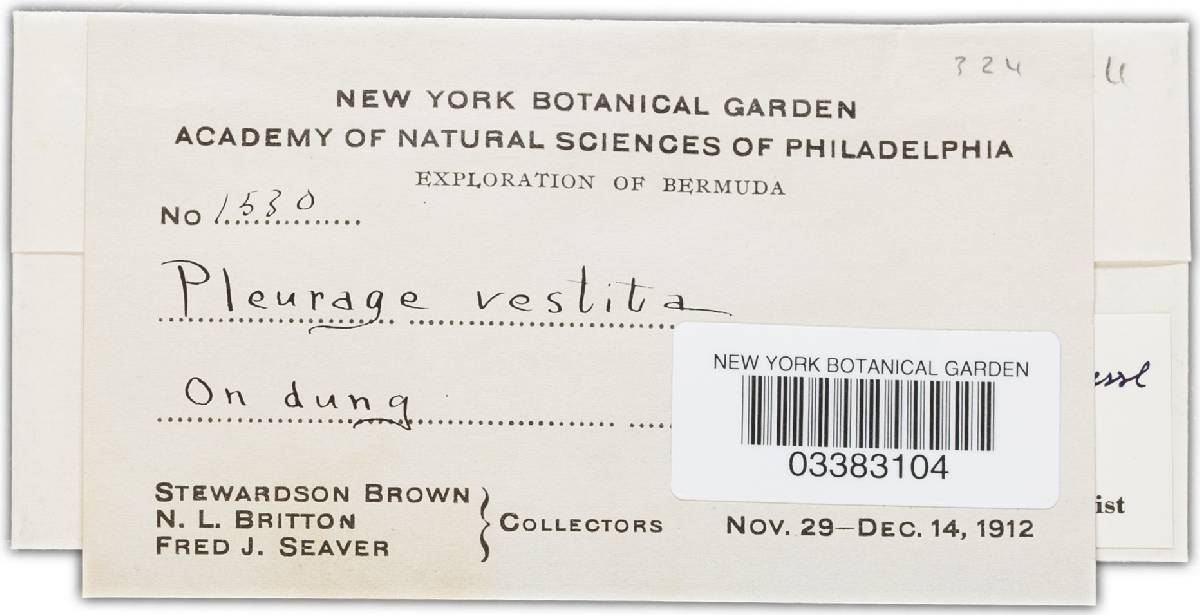 324
NEW YORK BOTANICAL GARDEN
ACADEMY OF NATURAL SCIENCES OF PHILADELPHIA
EXPLORATION OF BERMUDA
No 1530
Pleurage vestita
On dung
NEW YORK BOTANICAL GARDEN
03383104
STEWARDSON BROWN
N. L. BRITTON
FRED J. SEAVER
COLLECTORS
NOV. 29–DEC. 14, 1912
ist